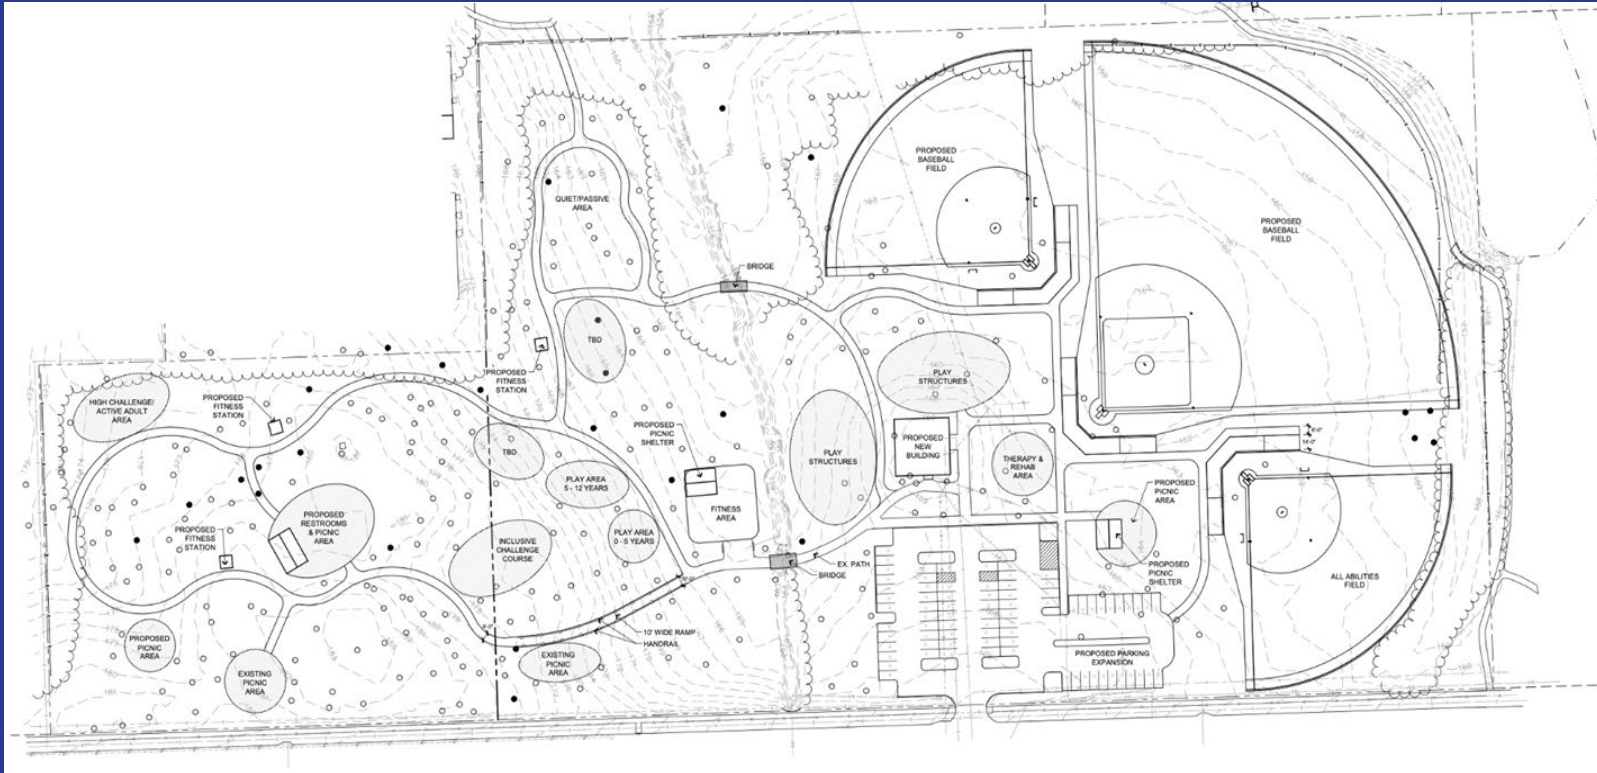 PROPOSED
BASEBALL
FIELD
QUIET/PASSIVE
AREA
PROPOSED
BASEBALL
FIELD
BRIDGE
TBD
PROPOSED
FITNESS
STATION
PLAY
STRUCTURES
HIGH CHALLENGE/
ACTIVE ADULT
AREA
PROPOSED
FITNESS
STATION
PROPOSED
PICNIC
SHELTER
TBD
PLAY
STRUCTURES
PROPOSED
NEW
BUILDING
THERAPY &
REHAB
AREA
8'-0"
14'-0"
PLAY AREA
5 - 12 YEARS
FITNESS
AREA
PROPOSED
PICNIC
AREA
PROPOSED
RESTROOMS
& PICNIC
AREA
PROPOSED
FITNESS
STATION
INCLUSIVE
CHALLENGE
COURSE
PLAY AREA
0 - 5 YEARS
EX. PATH
BRIDGE
PROPOSED
PICNIC
SHELTER
ALL ABILITIES
FIELD
10' WIDE RAMP
HANDRAIL
PROPOSED
PICNIC
AREA
EXISTING
PICNIC
AREA
EXISTING
PICNIC
AREA
PROPOSED PARKING
EXPANSION